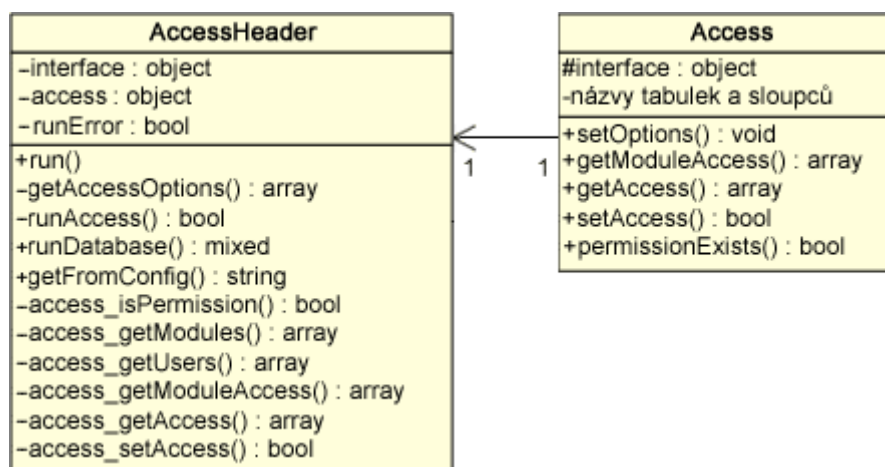 AccessHeader
-interface : object
-access : object
-runError : bool
+run()
-getAccessOptions() : array
-runAccess() : bool
+runDatabase() : mixed
+getFromConfig() : string
-access_isPermission() : bool
-access_getModules() : array
-access_getUsers() : array
-access_getModuleAccess() : array
-access_getAccess() : array
-access_setAccess() : bool
1
1
Access
#interface : object
-názvy tabulek a sloupců
+setOptions() : void
+getModuleAccess() : array
+getAccess() : array
+setAccess() : bool
+permissionExists() : bool